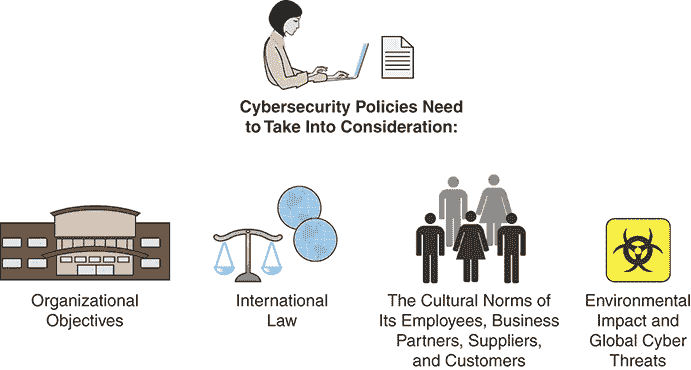 Cybersecurity Policies Need
to Take Into Consideration:
Organizational
Objectives
International
Law
The Cultural Norms of
Its Employees, Business
Partners, Suppliers,
and Customers
Environmental
Impact and
Global Cyber
Threats